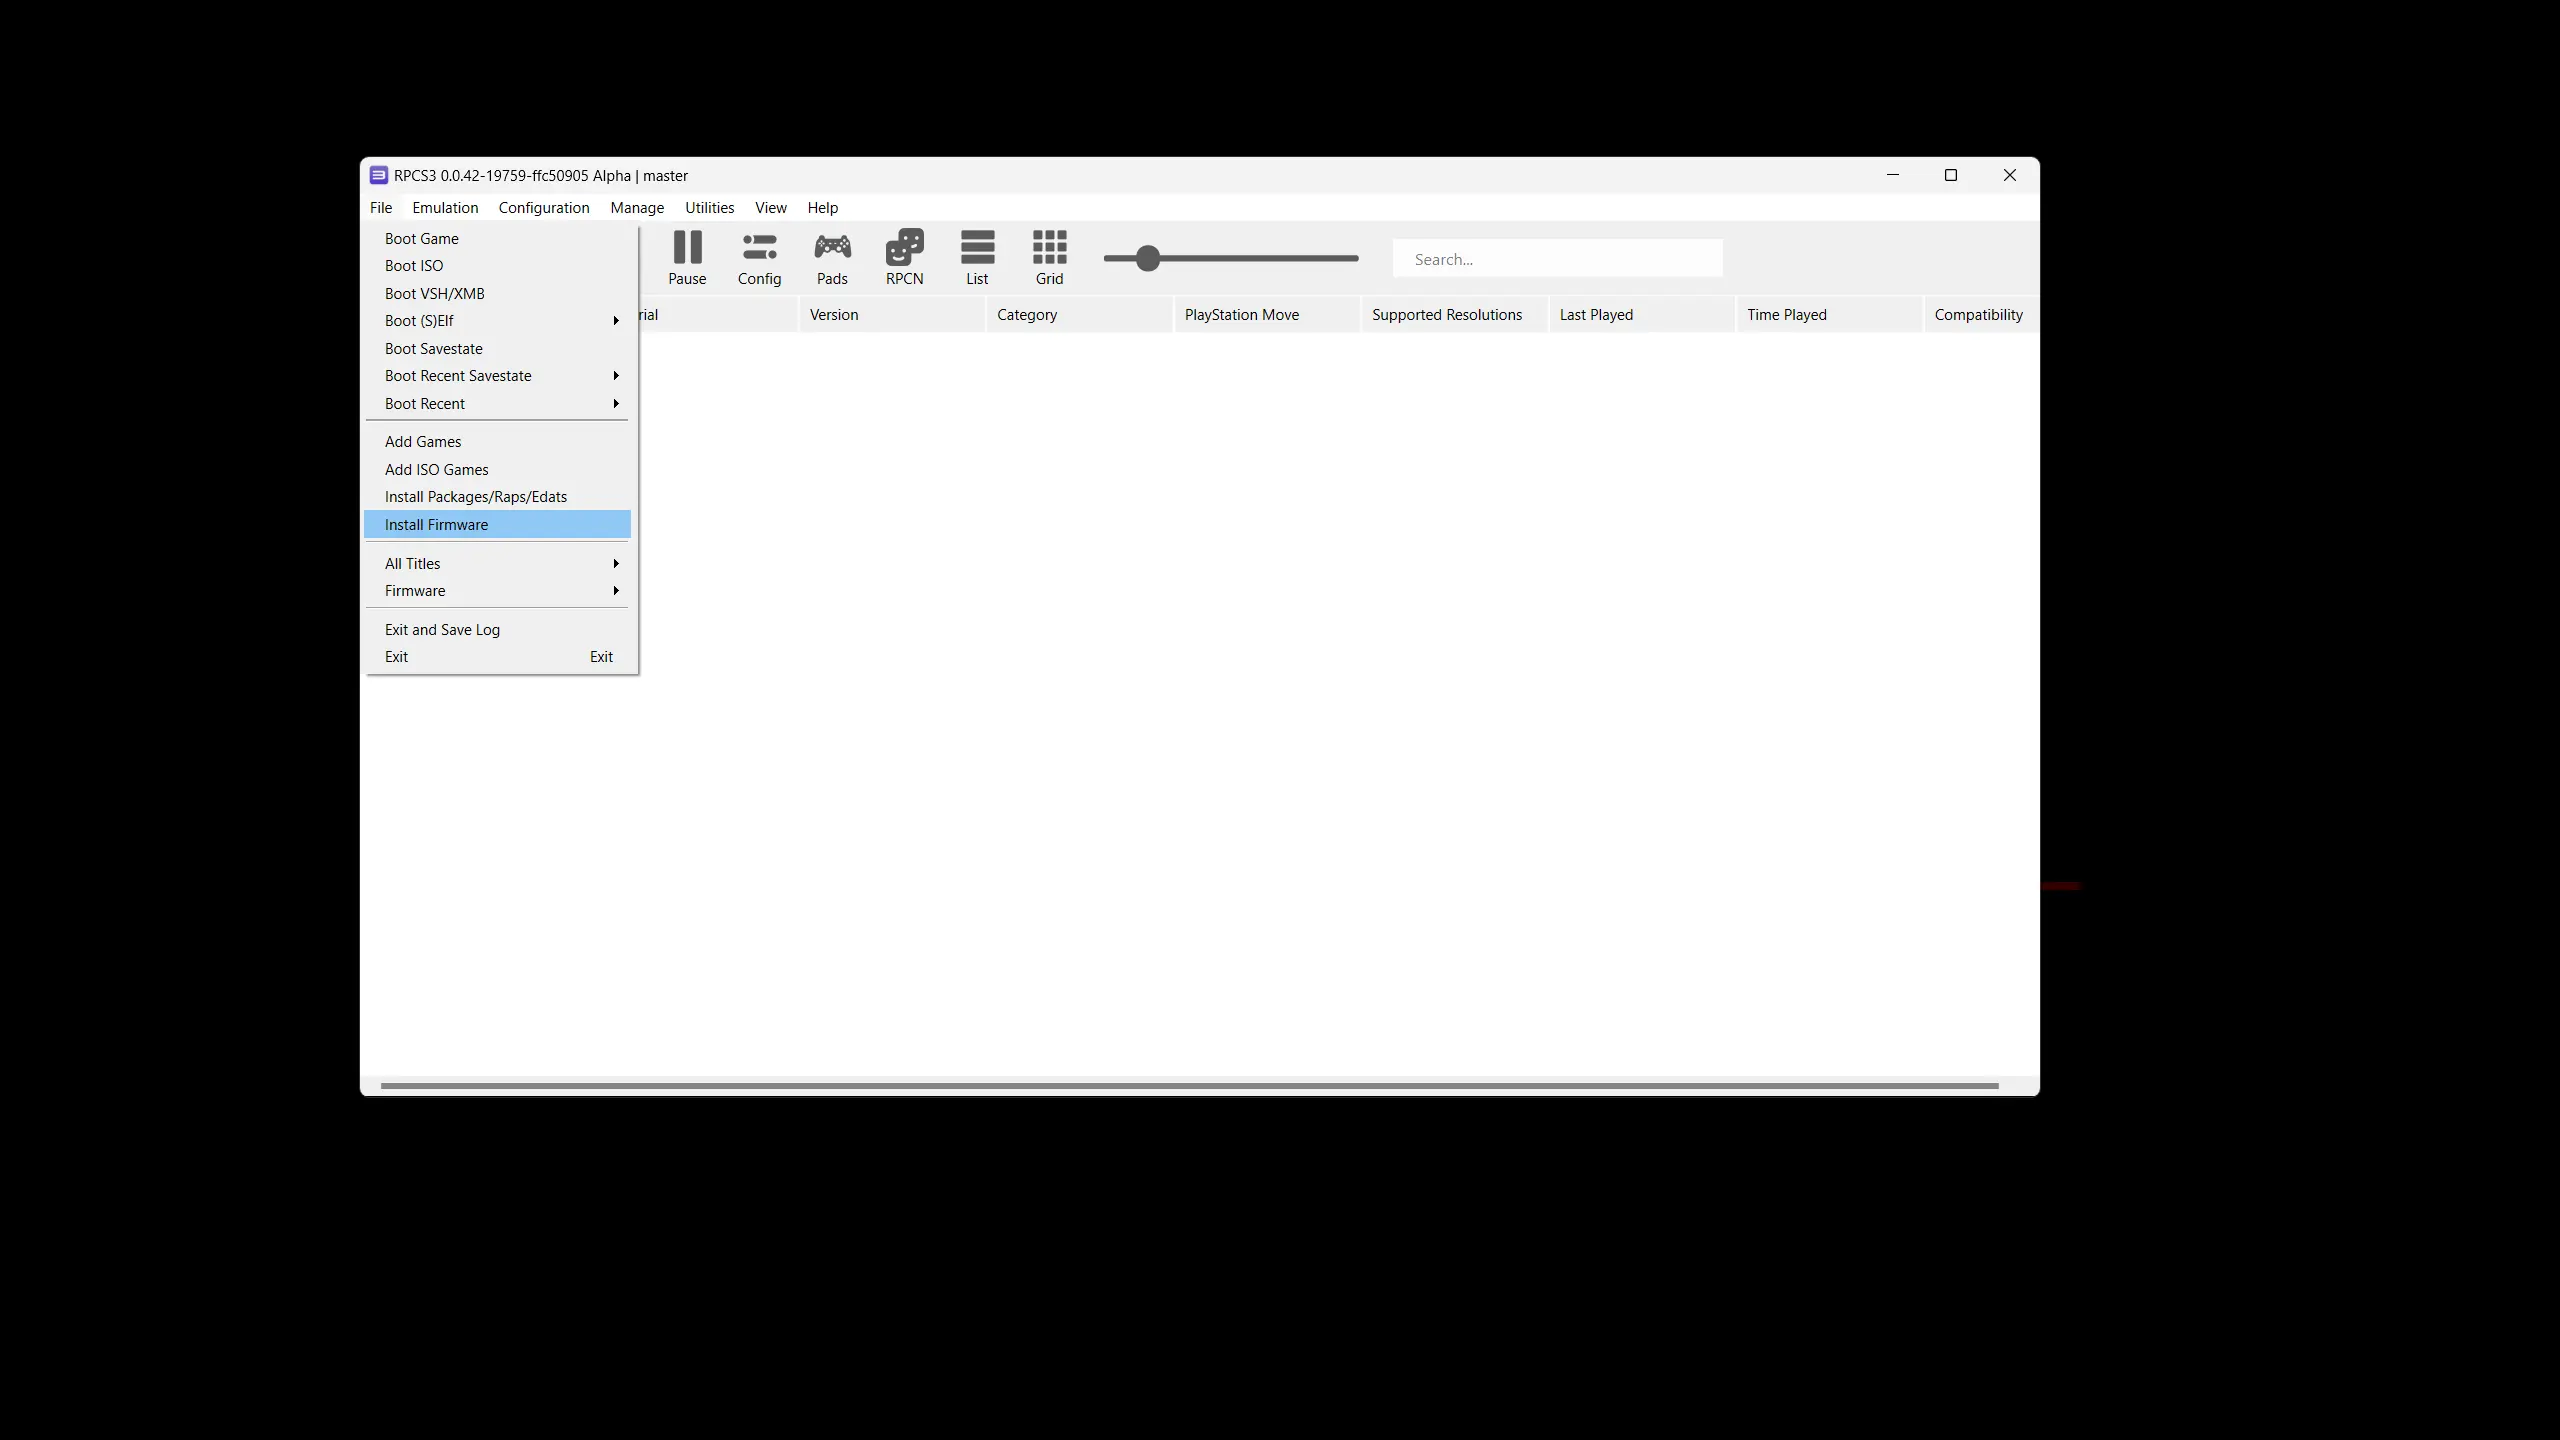 RPCS3 0.0.42-19759-ffc50905 Alpha | master
File Emulation Configuration Manage Utilities View Help
Boot Game
Boot ISO
Boot VSH/XMB
Boot (S)Elf
Boot Savestate
Boot Recent Savestate
Boot Recent
Add Games
Add ISO Games
Install Packages/Raps/Edats
Install Firmware
All Titles
Firmware
Exit and Save Log
Exit Exit
Pause Config Pads RPCN List Grid
Search...
rial Version Category PlayStation Move Supported Resolutions Last Played Time Played Compatibility